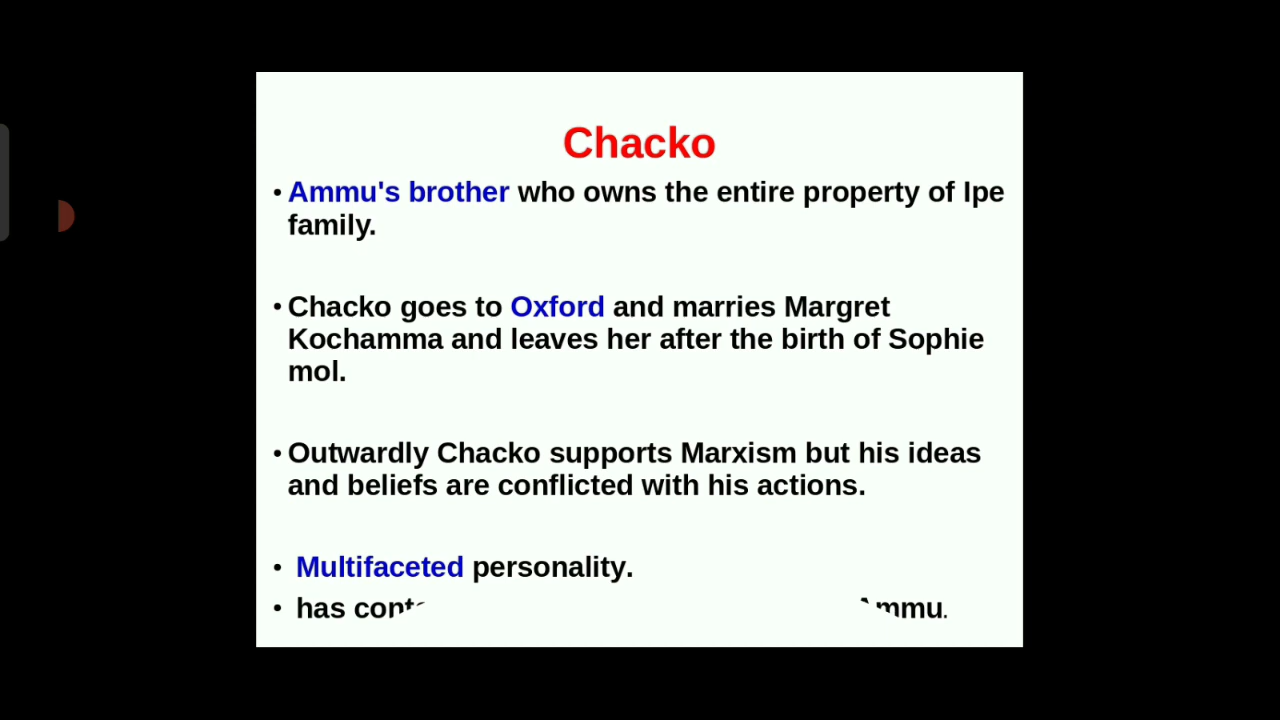 Chacko
• Ammu's brother who owns the entire property of Ipe
family.
• Chacko goes to Oxford and marries Margret
Kochamma and leaves her after the birth of Sophie
mol.
• Outwardly Chacko supports Marxism but his ideas
and beliefs are conflicted with his actions.
• Multifaceted personality.
• has Ammu.